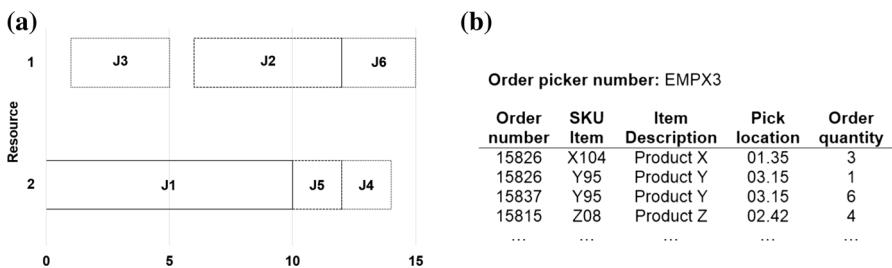 (a)
1
J3
J2
J6
Resource
2
J1
J5
J4
0
5
10
15
(b)
Order picker number: EMPX3
Order number SKU Item Item Description Pick location Order quantity
15826 X104 Product X 01.35 3
15826 Y95 Product Y 03.15 1
15837 Y95 Product Y 03.15 6
15815 Z08 Product Z 02.42 4
... ... ... ... ...